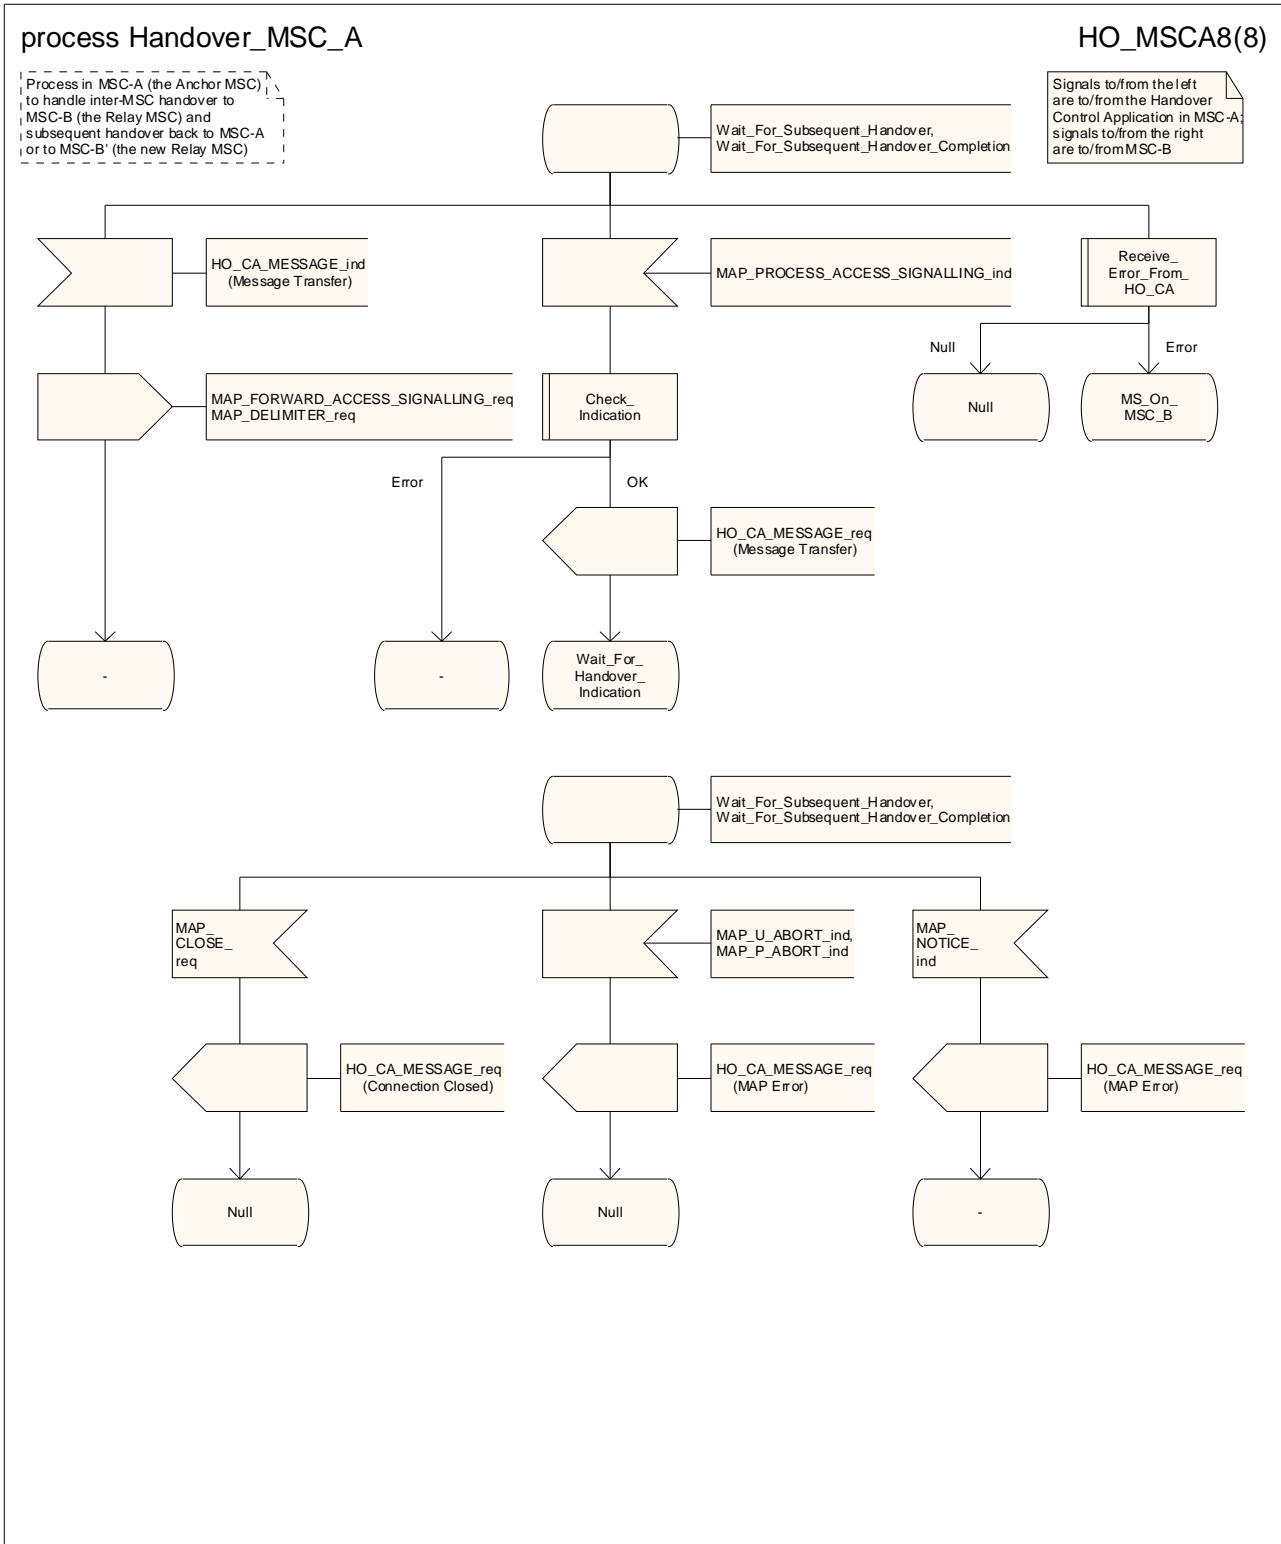 process Handover_MSC_A
HO_MSCA8(8)
Process in MSC-A (the Anchor MSC)
to handle inter-MSC handover to
MSC-B (the Relay MSC) and
subsequent handover back to MSC-A
or to MSC-B' (the new Relay MSC)
Signals to/from the left
are to/from the Handover
Control Application in MSC-A;
signals to/from the right
are to/from MSC-B
Wait_For_Subsequent_Handover,
Wait_For_Subsequent_Handover_Completion
HO_CA_MESSAGE_ind
(Message Transfer)
MAP_PROCESS_ACCESS_SIGNALLING_ind
Receive_
Error_From_
HO_CA
Null
Error
MAP_FORWARD_ACCESS_SIGNALLING_req
MAP_DELIMITER_req
Check_
Indication
Null
MS_On_
MSC_B
Error
OK
HO_CA_MESSAGE_req
(Message Transfer)
-
-
Wait_For_
Handover_
Indication
Wait_For_Subsequent_Handover,
Wait_For_Subsequent_Handover_Completion
MAP_
CLOSE_
req
MAP_U_ABORT_ind,
MAP_P_ABORT_ind
MAP_
NOTICE_
ind
HO_CA_MESSAGE_req
(Connection Closed)
HO_CA_MESSAGE_req
(MAP Error)
HO_CA_MESSAGE_req
(MAP Error)
Null
Null
-